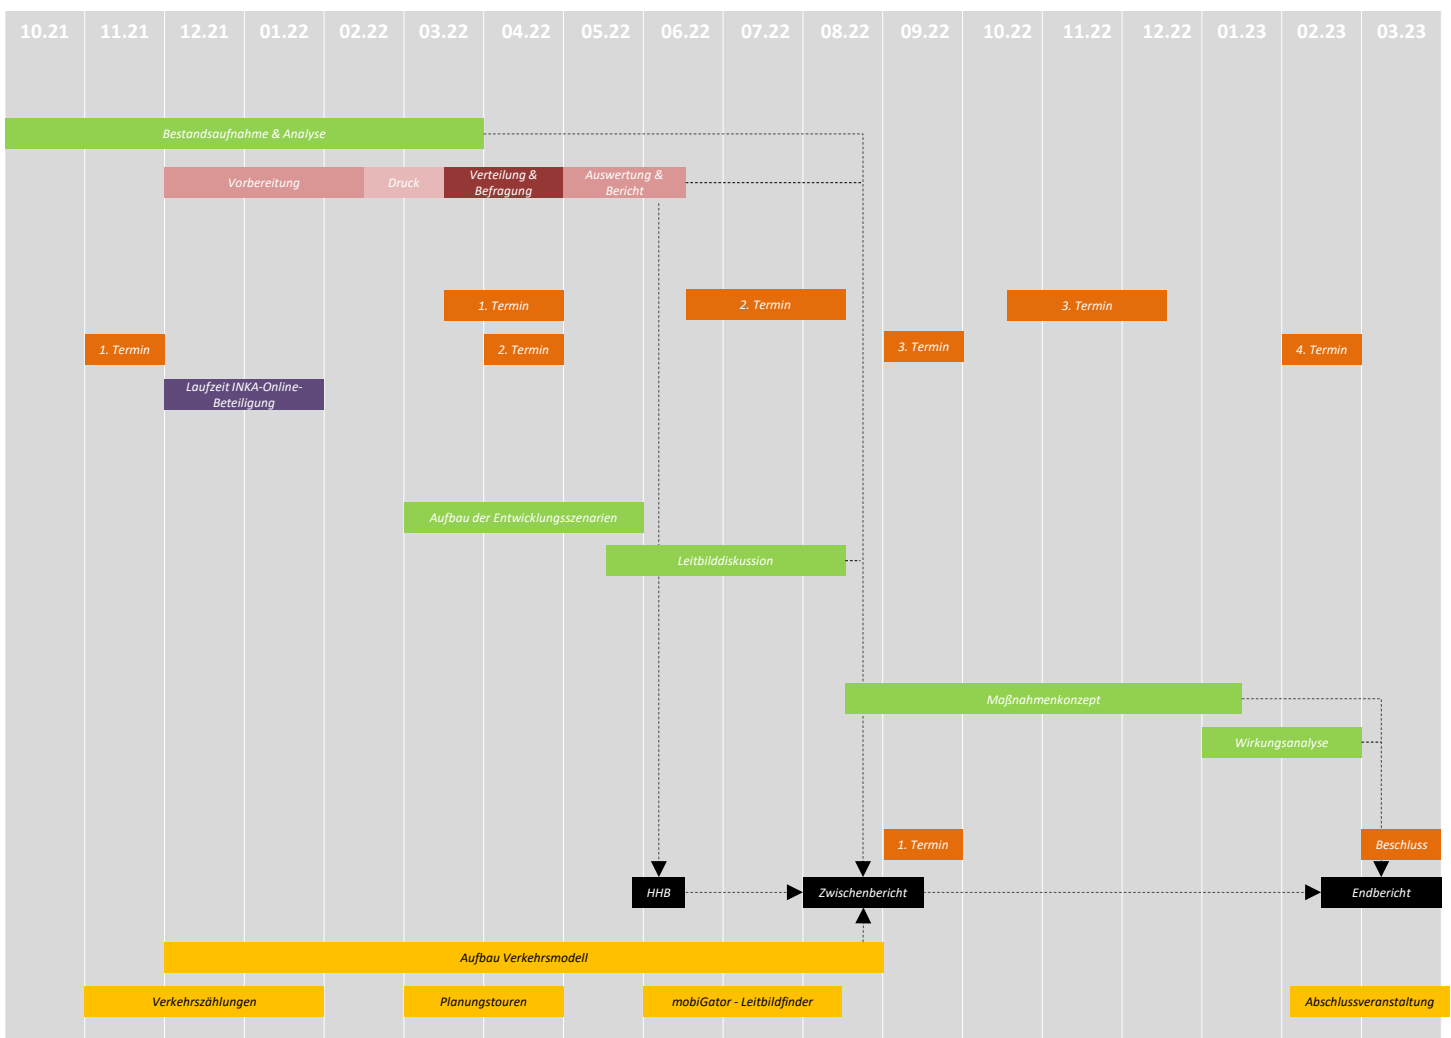 10.21 11.21 12.21 01.22 02.22 03.22 04.22 05.22 06.22 07.22 08.22 09.22 10.22 11.22 12.22 01.23 02.23 03.23
Bestandsaufnahme & Analyse
Vorbereitung
Druck
Verteilung &
Befragung
Auswertung &
Bericht
1. Termin
2. Termin
3. Termin
1. Termin
2. Termin
3. Termin
4. Termin
Laufzeit INKA-Online-
Beteiligung
Aufbau der Entwicklungsszenarien
Leitbilddiskussion
Maßnahmenkonzept
Wirkungsanalyse
1. Termin
Beschluss
HHB
Zwischenbericht
Endbericht
Aufbau Verkehrsmodell
Verkehrszählungen
Planungstouren
mobiGator - Leitbildfinder
Abschlussveranstaltung